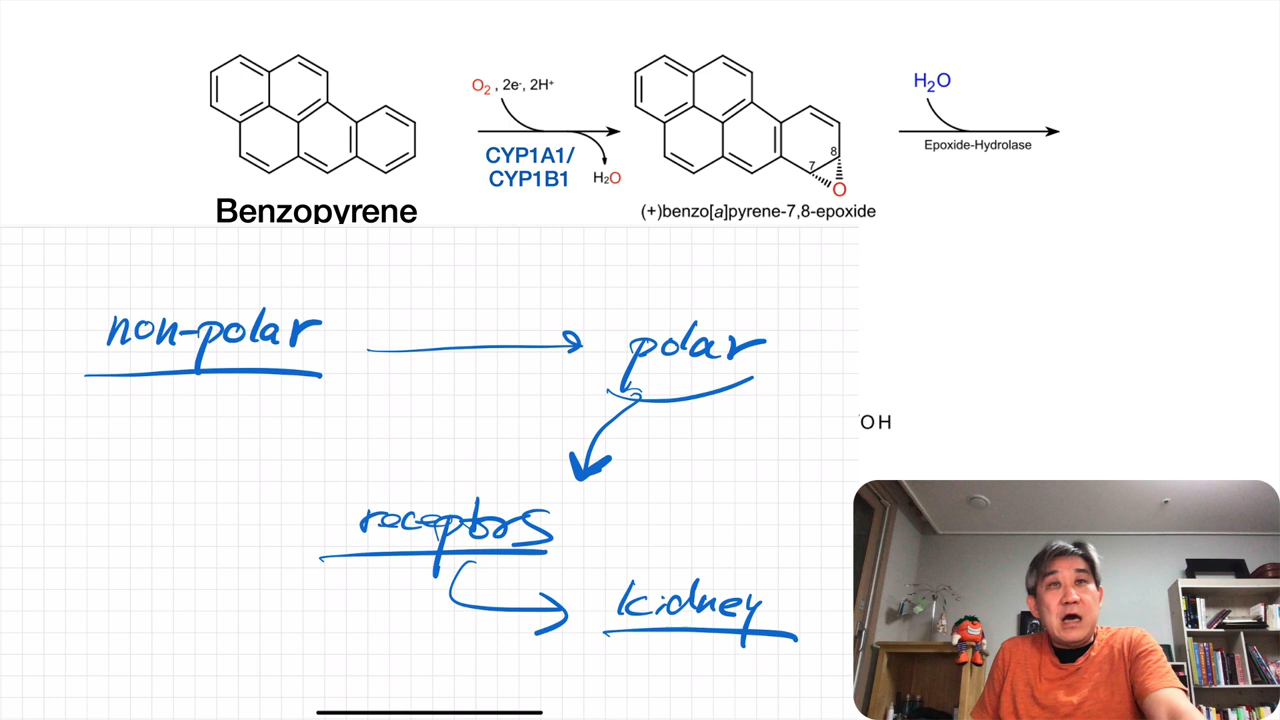 O2 , 2e-, 2H+
CYP1A1/
CYP1B1
H2O
Benzopyrene
7
8
O
(+)benzo[a]pyrene-7,8-epoxide
H2O
Epoxide-Hydrolase
non-polar
polar
OH
receptors
kidney